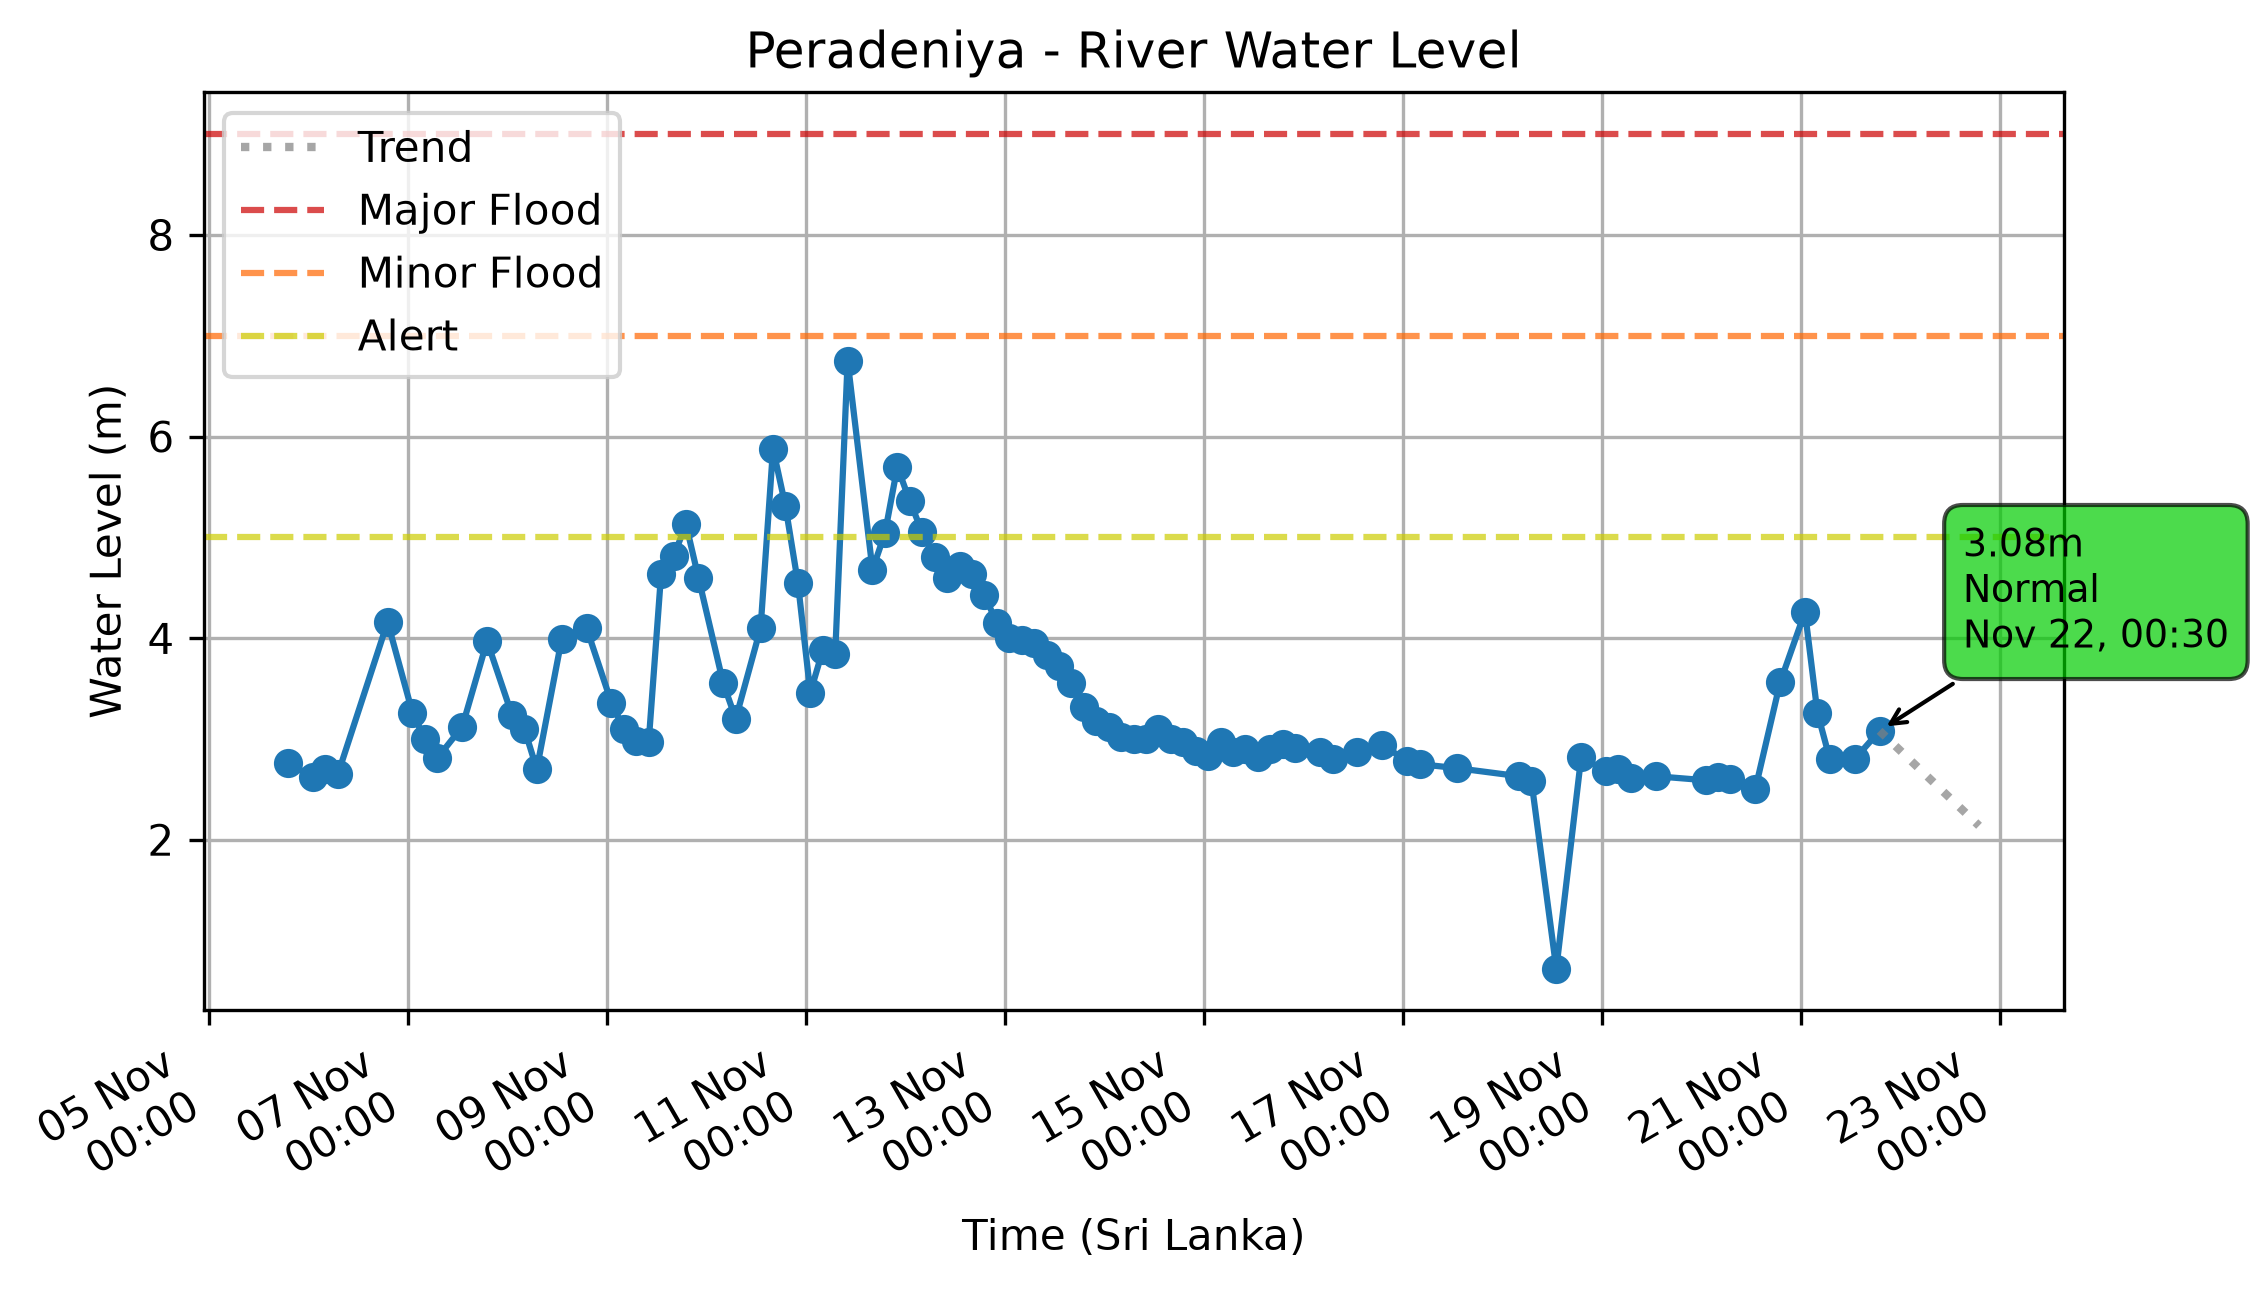 Peradeniya - River Water Level
Trend
Major Flood
Minor Flood
Alert
8
6
4
2
Water Level (m)
3.08m
Normal
Nov 22, 00:30
05 Nov
00:00
07 Nov
00:00
09 Nov
00:00
11 Nov
00:00
13 Nov
00:00
15 Nov
00:00
17 Nov
00:00
19 Nov
00:00
21 Nov
00:00
23 Nov
00:00
Time (Sri Lanka)